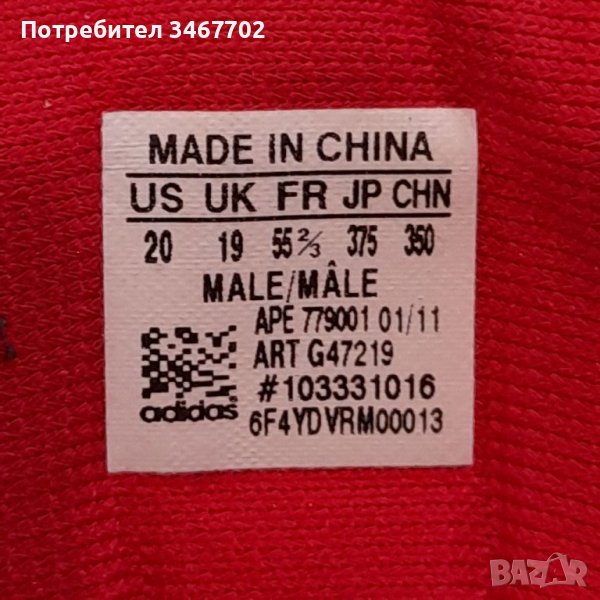 Потребител 3467702
MADE IN CHINA
US UK FR JP CHN
20 19 55⅔ 375 350
MALE/MÂLE
APE 779001 01/11
ART G47219
#103331016
adidas 6F4YDVRM00013
BAZAR